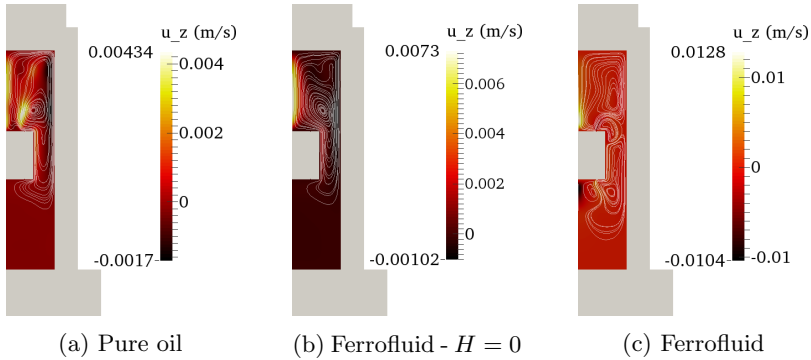 u_z (m/s)
0.00434
0.004
0.002
0
-0.0017
(a) Pure oil
u_z (m/s)
0.0073
0.006
0.004
0.002
0
-0.00102
(b) Ferrofluid - H = 0
u_z (m/s)
0.0128
0.01
0
-0.01
-0.0104
(c) Ferrofluid